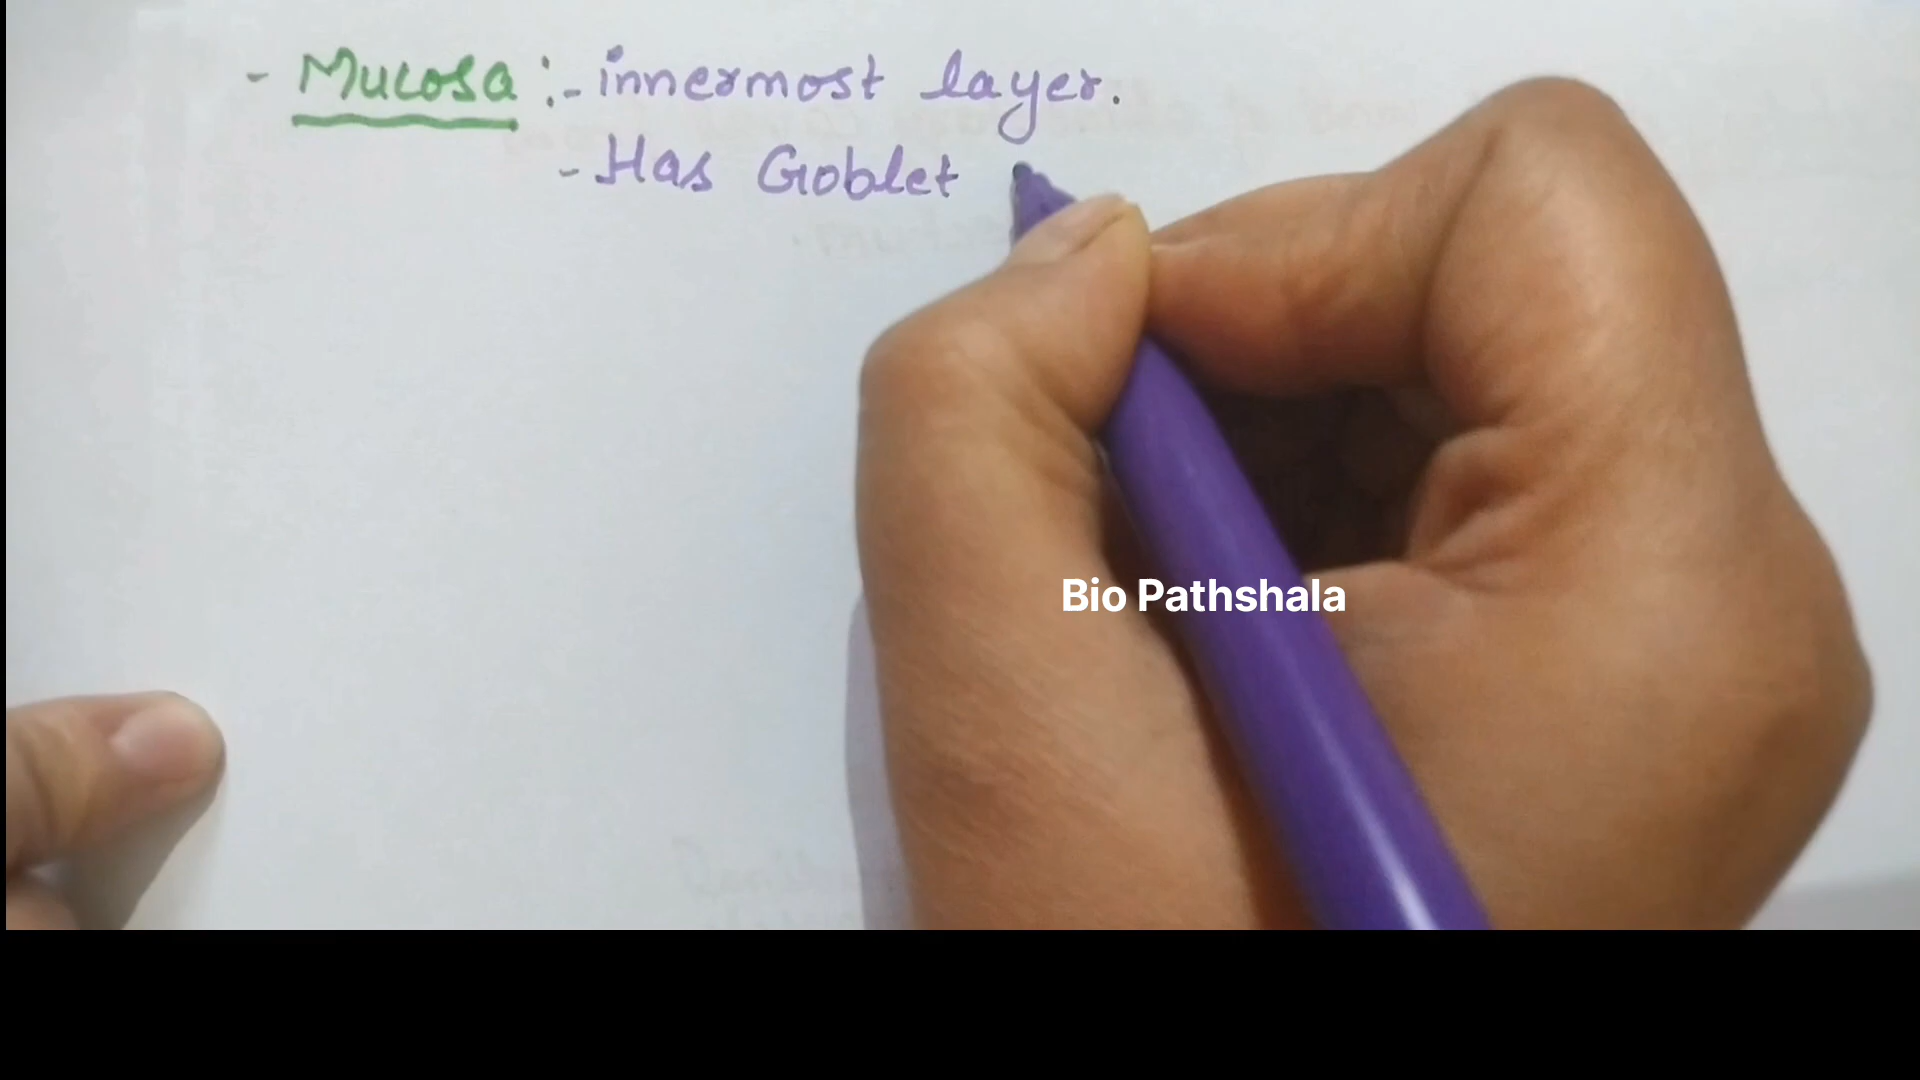 - Mucosa :- innermost layer.
- Has Goblet
Bio Pathshala